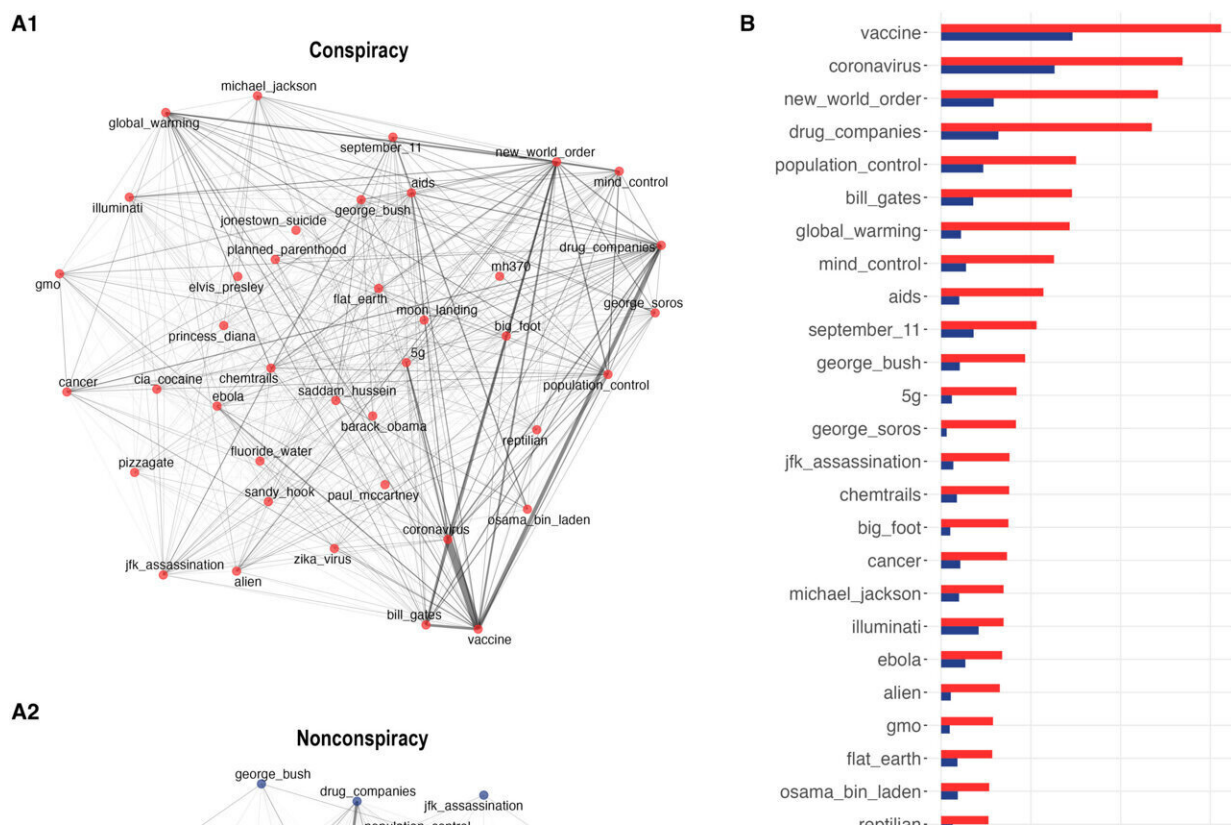 A1
Conspiracy
michael_jackson
global_warming
september_11
new_world_order
mind_control
aids
illuminati
george_bush
jonestown_suicide
drug_companies
planned_parenthood
mh370
gmo
elvis_presley
flat_earth
george_soros
moon_landing
princess_diana
big_foot
5g
cancer
cia_cocaine
chemtrails
population_control
ebola
saddam_hussein
barack_obama
reptilian
fluoride_water
pizzagate
sandy_hook
paul_mccartney
osama_bin_laden
coronavirus
zika_virus
jfk_assassination
alien
bill_gates
vaccine
A2
Nonconspiracy
george_bush
drug_companies
jfk_assassination
population_control
B
vaccine
coronavirus
new_world_order
drug_companies
population_control
bill_gates
global_warming
mind_control
aids
september_11
george_bush
5g
george_soros
jfk_assassination
chemtrails
big_foot
cancer
michael_jackson
illuminati
ebola
alien
gmo
flat_earth
osama_bin_laden
reptilian